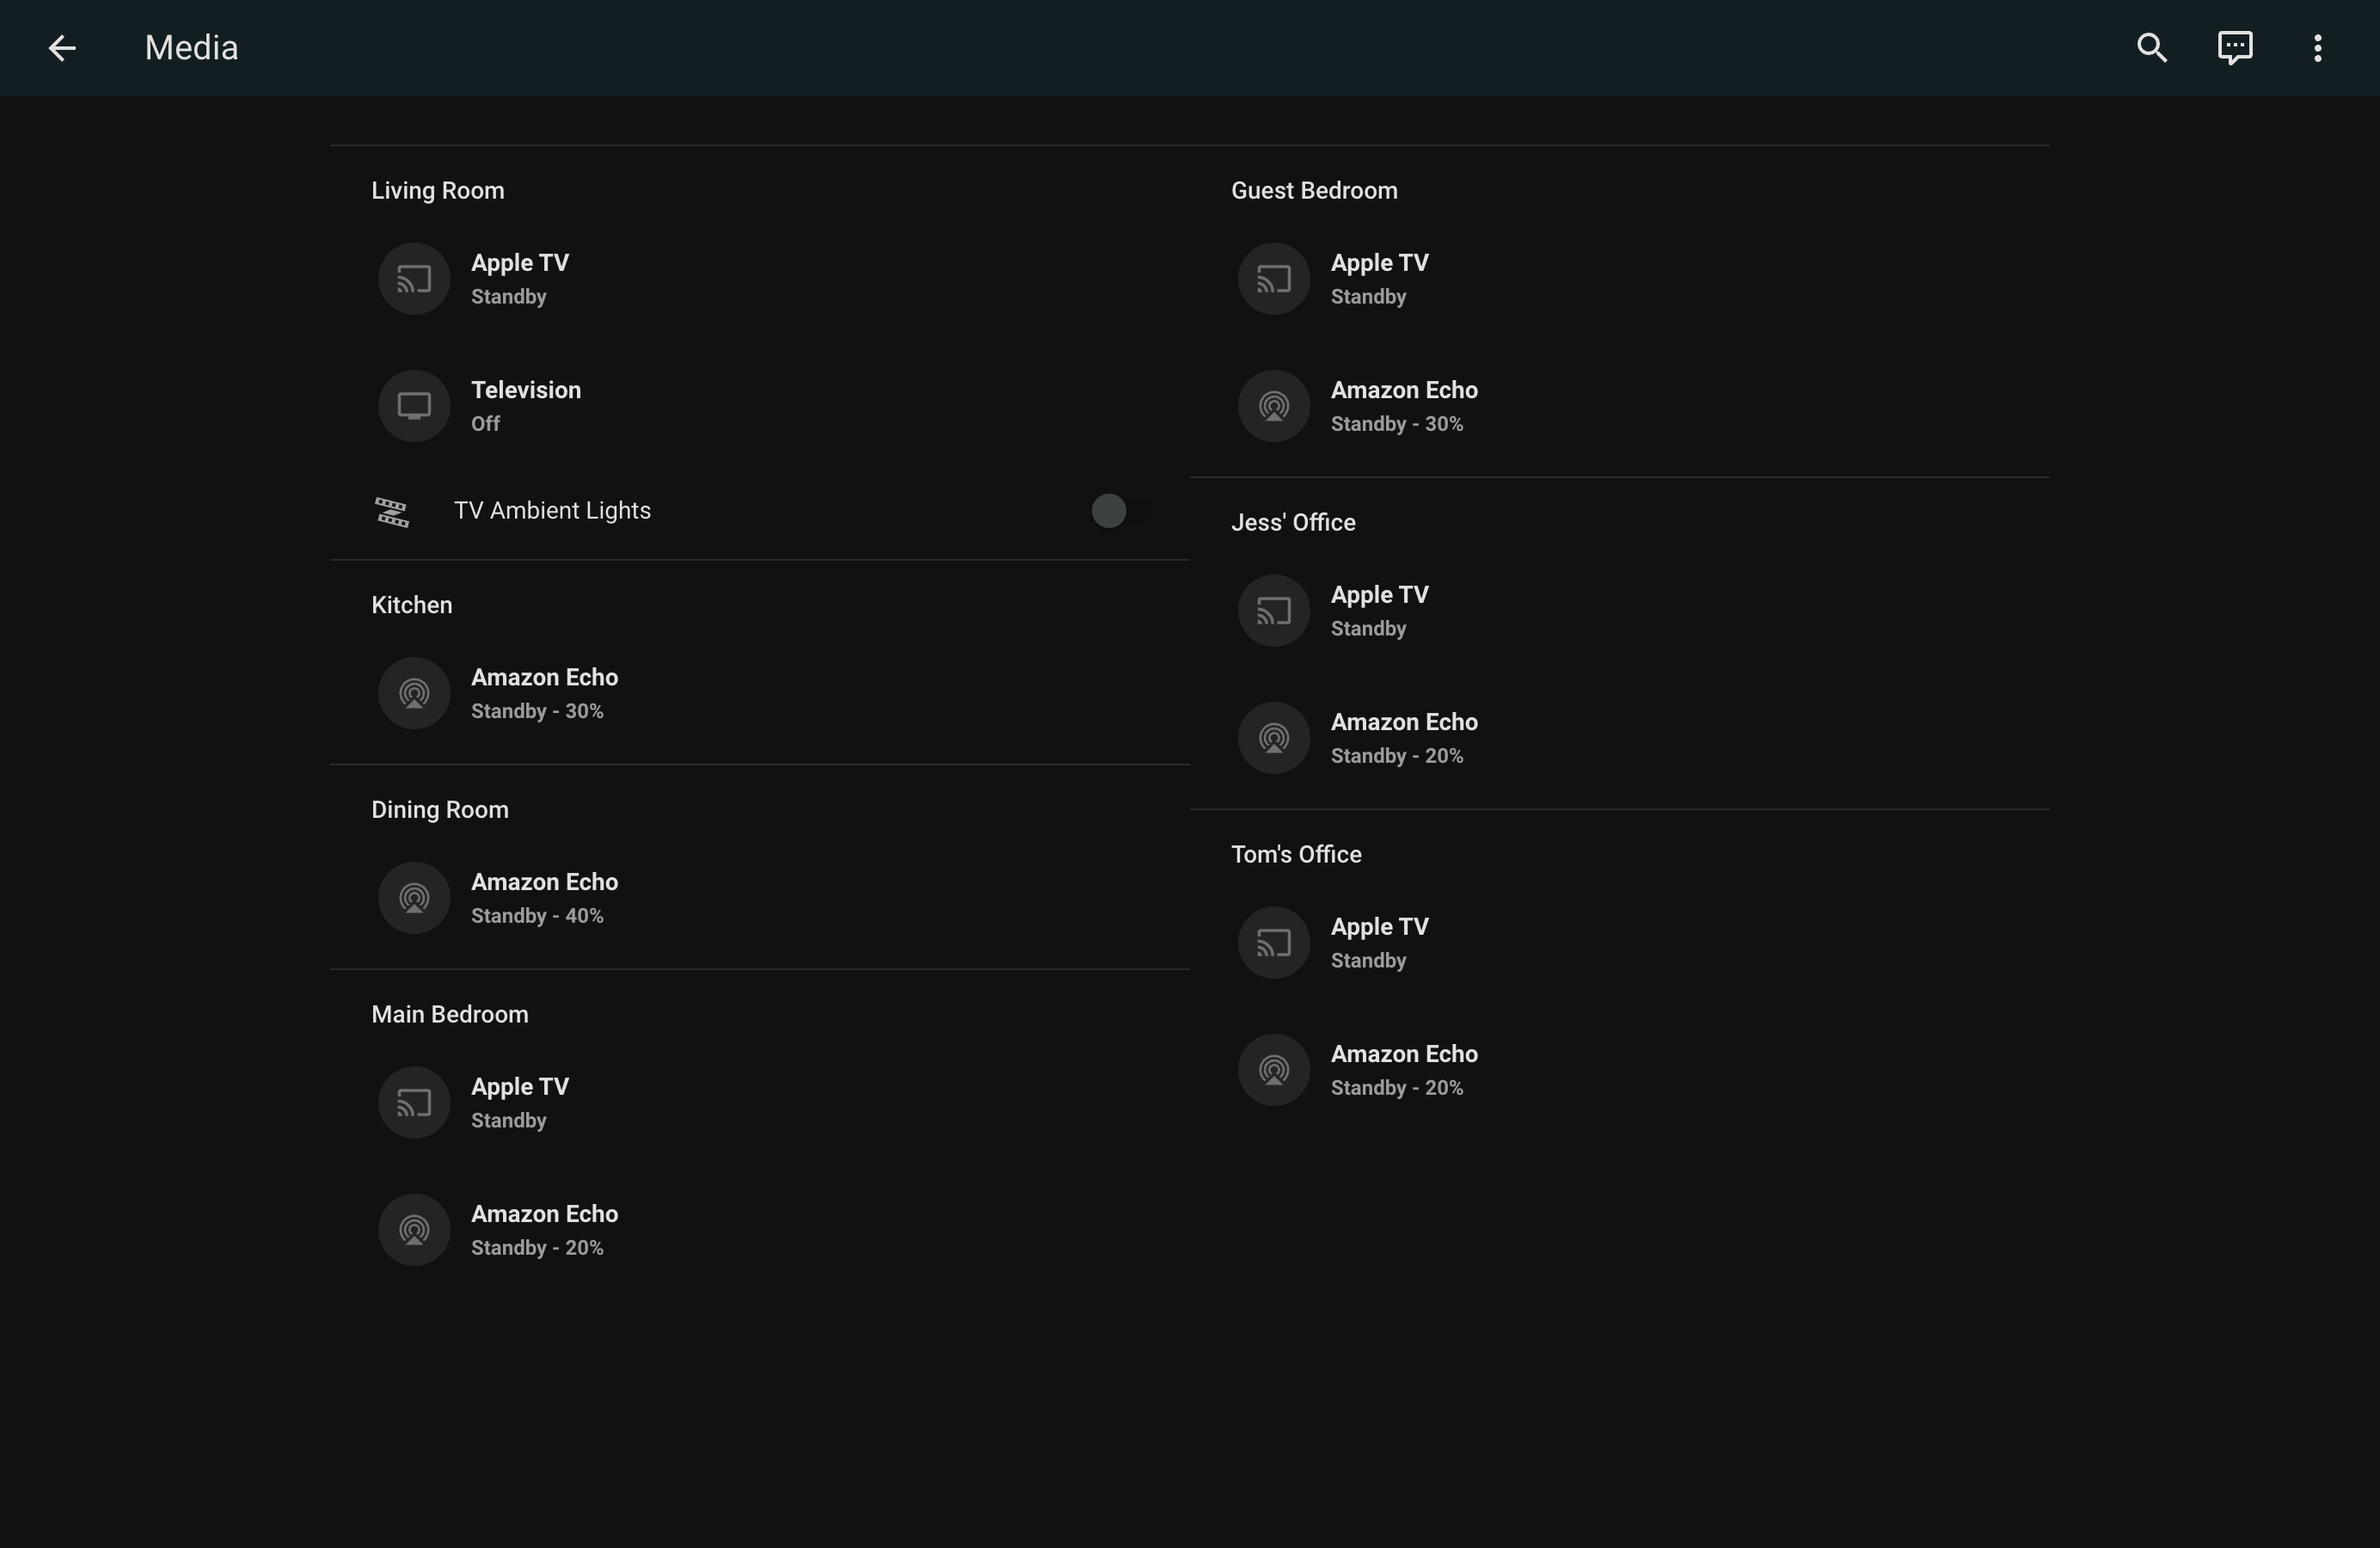 Media
Living Room
Apple TV
Standby
Television
Off
TV Ambient Lights
Kitchen
Amazon Echo
Standby - 30%
Dining Room
Amazon Echo
Standby - 40%
Main Bedroom
Apple TV
Standby
Amazon Echo
Standby - 20%
Guest Bedroom
Apple TV
Standby
Amazon Echo
Standby - 30%
Jess' Office
Apple TV
Standby
Amazon Echo
Standby - 20%
Tom's Office
Apple TV
Standby
Amazon Echo
Standby - 20%